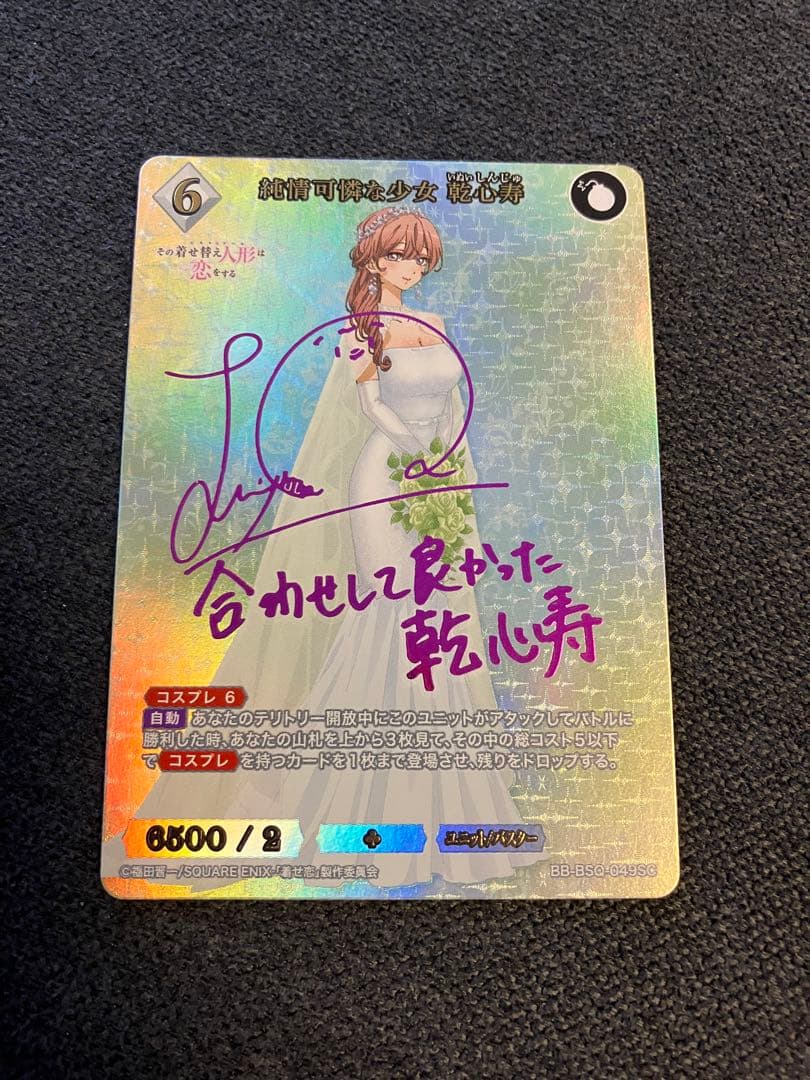 6
純情可憐な少女 乾心寿
いぬいしんじゅ
その着せ替え人形は
恋をする
合わせして良かった
乾心寿
コスプレ 6
自動 あなたのテリトリー開放中にこのユニットがアタックしてバトルに
勝利した時、あなたの山札を上から3枚見て、その中の総コスト5以下
で コスプレ を持つカードを1枚まで登場させ、残りをドロップする。
6500 / 2
ユニット/バスター
©福田晋一/SQUARE ENIX・「着せ恋」製作委員会
BB-BSQ-049SC